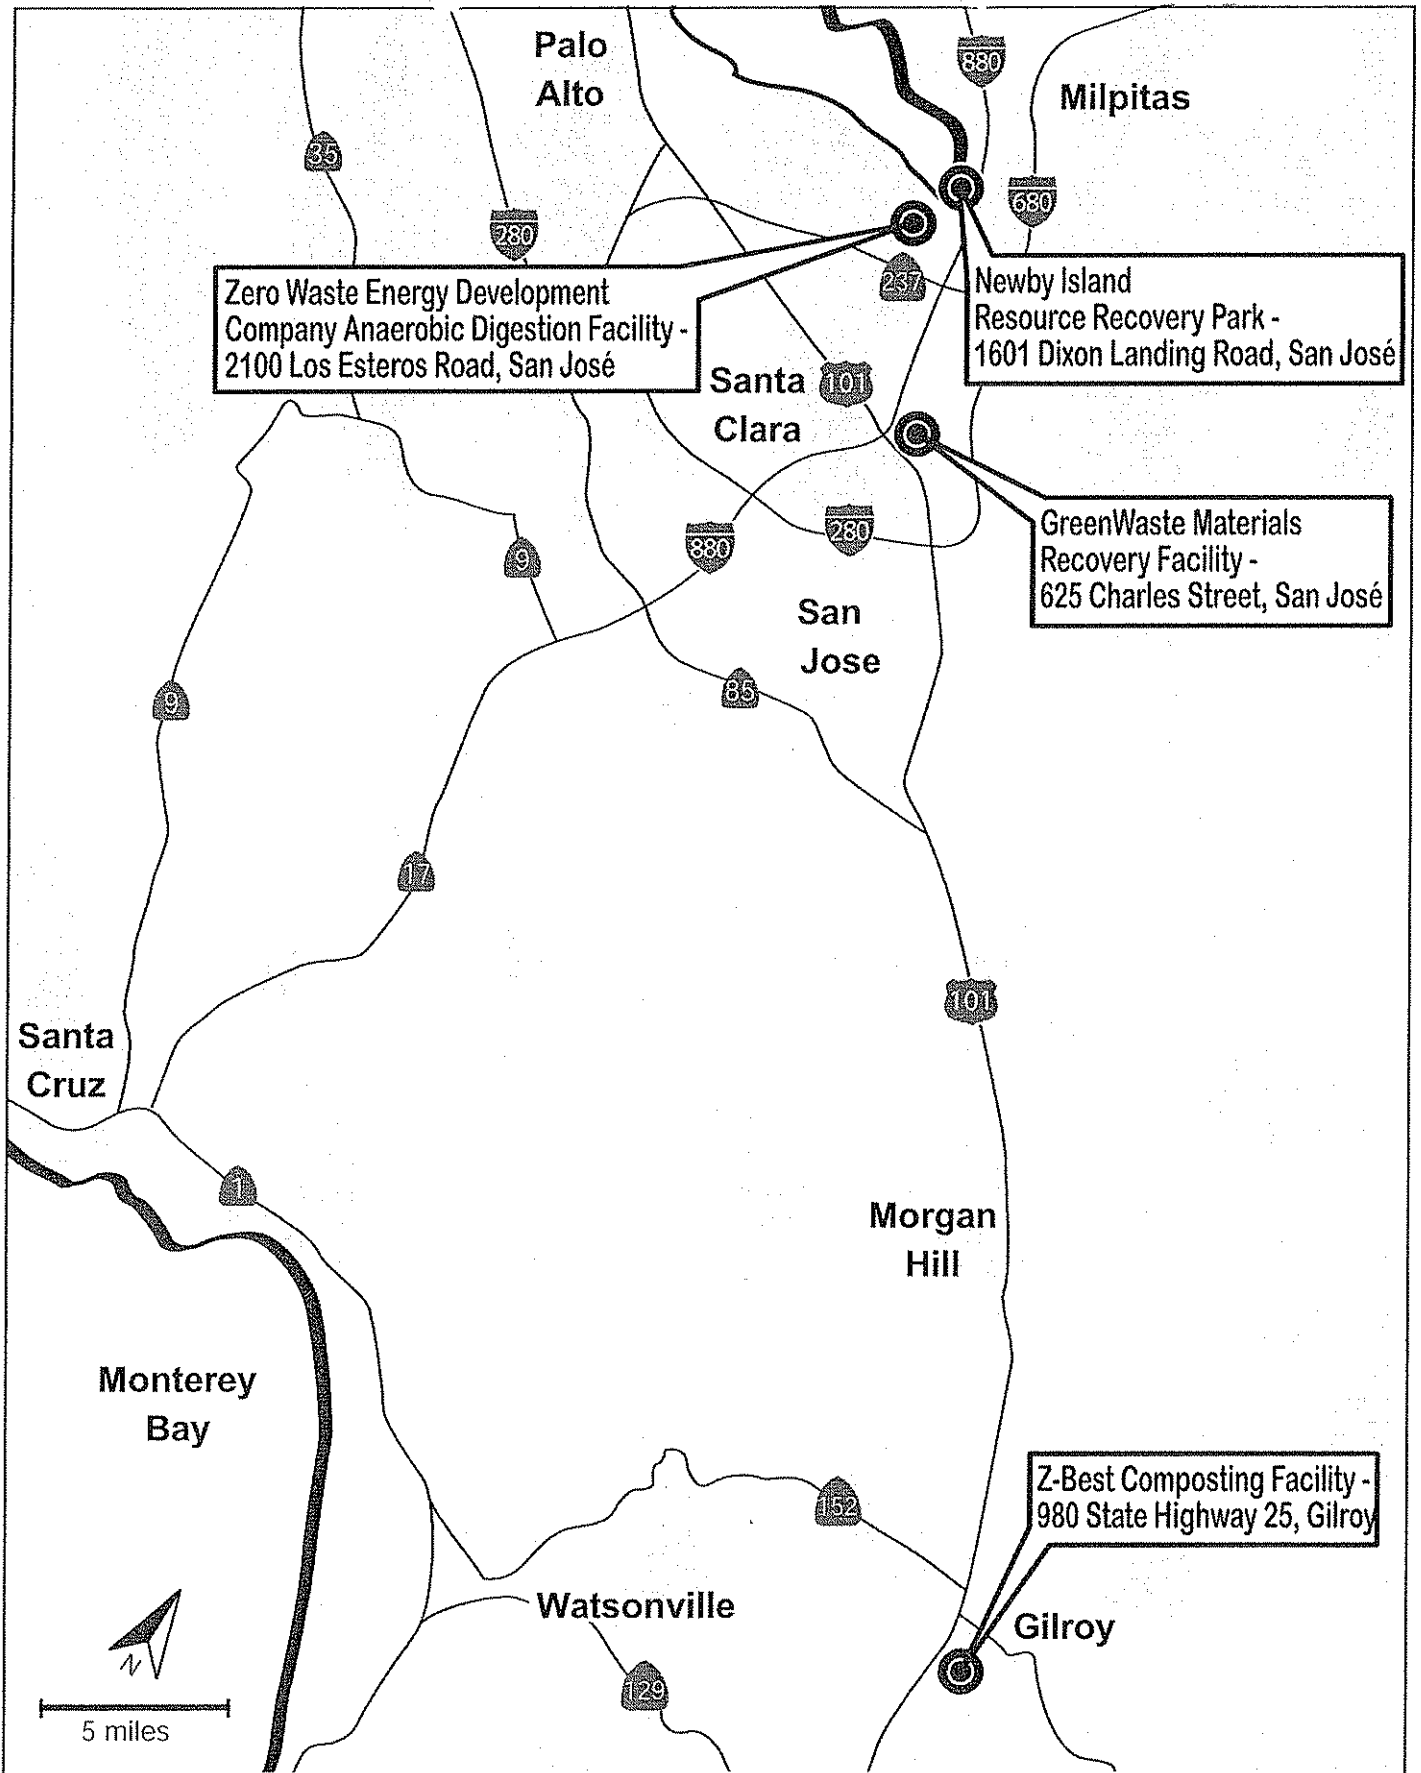 Palo
Alto
880
Milpitas
35
280
680
237
Zero Waste Energy Development
Company Anaerobic Digestion Facility -
2100 Los Esteros Road, San José
Newby Island
Resource Recovery Park -
1601 Dixon Landing Road, San José
Santa
Clara
101
GreenWaste Materials
Recovery Facility -
625 Charles Street, San José
9
880
280
San
Jose
9
85
17
101
Santa
Cruz
1
Morgan
Hill
Monterey
Bay
Z-Best Composting Facility -
980 State Highway 25, Gilroy
152
Watsonville
Gilroy
N
129
5 miles